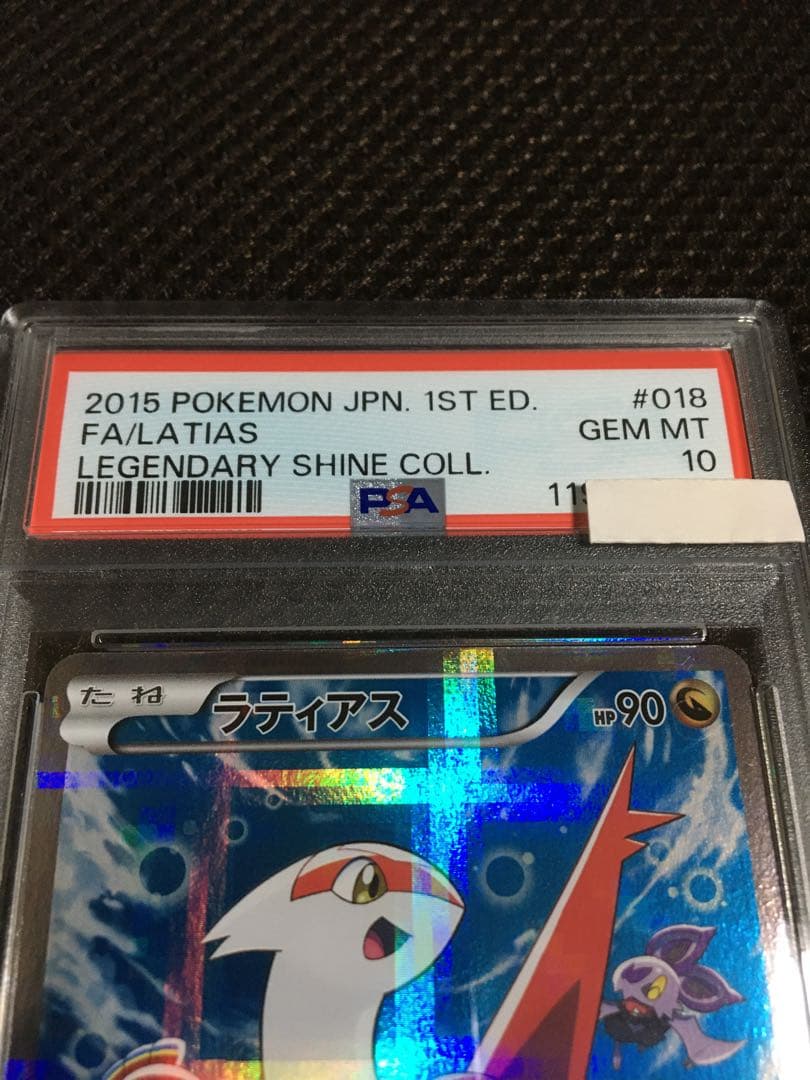 2015 POKEMON JPN. 1ST ED. #018
FA/LATIAS GEM MT
LEGENDARY SHINE COLL. 10
PSA 119
たね ラティアス HP90